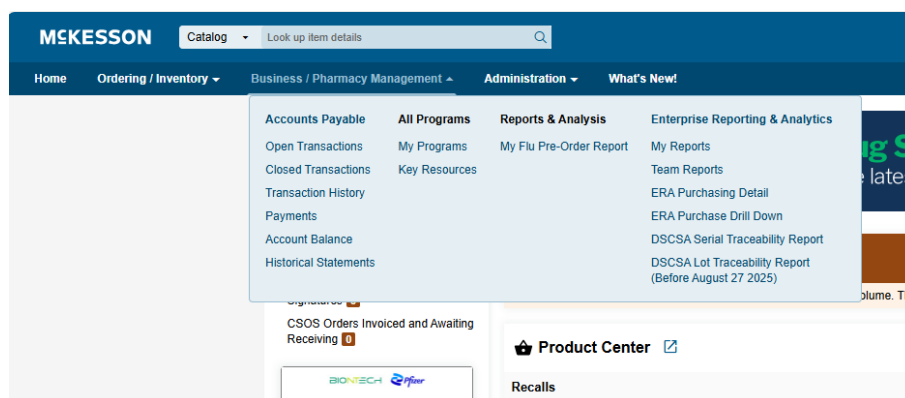 MCKESSON Catalog Look up item details
Home Ordering / Inventory Business / Pharmacy Management Administration What's New!
Accounts Payable
Open Transactions
Closed Transactions
Transaction History
Payments
Account Balance
Historical Statements
All Programs
My Programs
Key Resources
Reports & Analysis
My Flu Pre-Order Report
Enterprise Reporting & Analytics
My Reports
Team Reports
ERA Purchasing Detail
ERA Purchase Drill Down
DSCSA Serial Traceability Report
DSCSA Lot Traceability Report
(Before August 27 2025)
CSOS Orders Invoiced and Awaiting
Receiving 0
BIONTECH Pfizer
Product Center
Recalls